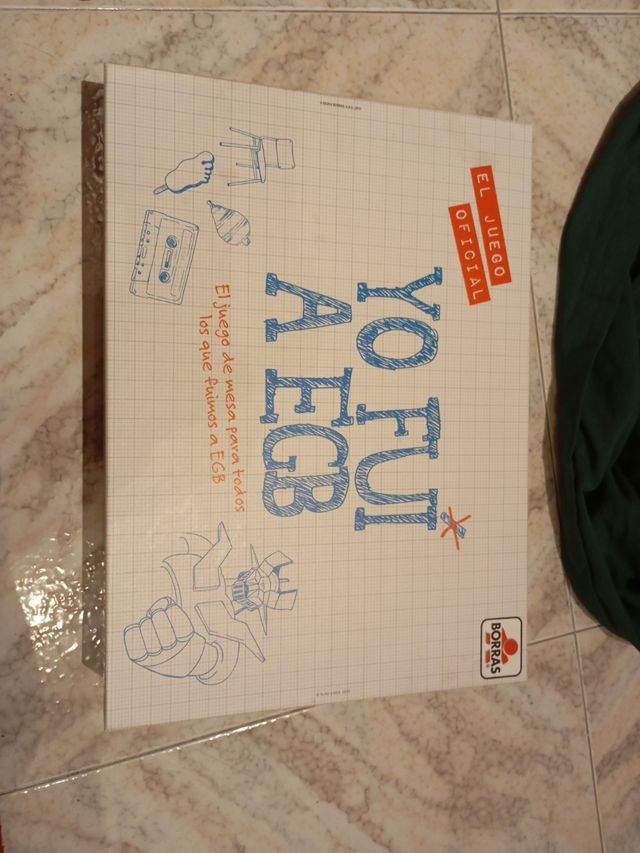 EL JUEGO
OFICIAL
YO FUI
A EGB
El juego de mesa para todos
los que fuimos a EGB
BORRAS